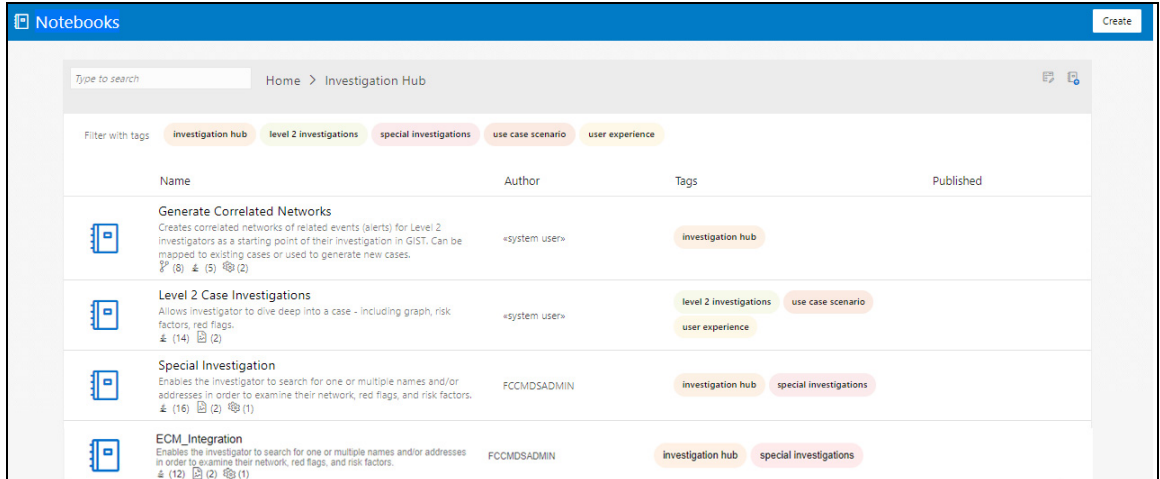 Notebooks
Create
Type to search
Home > Investigation Hub
Filter with tags investigation hub level 2 investigations special investigations use case scenario user experience
Name Author Tags Published
Generate Correlated Networks
Creates correlated networks of related events (alerts) for Level 2
investigators as a starting point of their investigation in GIST. Can be
mapped to existing cases or used to generate new cases.
(8) (5) (2)
«system user»
investigation hub
Level 2 Case Investigations
Allows investigator to dive deep into a case - including graph, risk
factors, red flags.
(14) (2)
«system user»
level 2 investigations use case scenario
user experience
Special Investigation
Enables the investigator to search for one or multiple names and/or
addresses in order to examine their network, red flags, and risk factors.
(16) (2) (1)
FCCMDSADMIN
investigation hub special investigations
ECM_Integration
Enables the investigator to search for one or multiple names and/or addresses
in order to examine their network, red flags, and risk factors.
(12) (2) (1)
FCCMDSADMIN
investigation hub special investigations